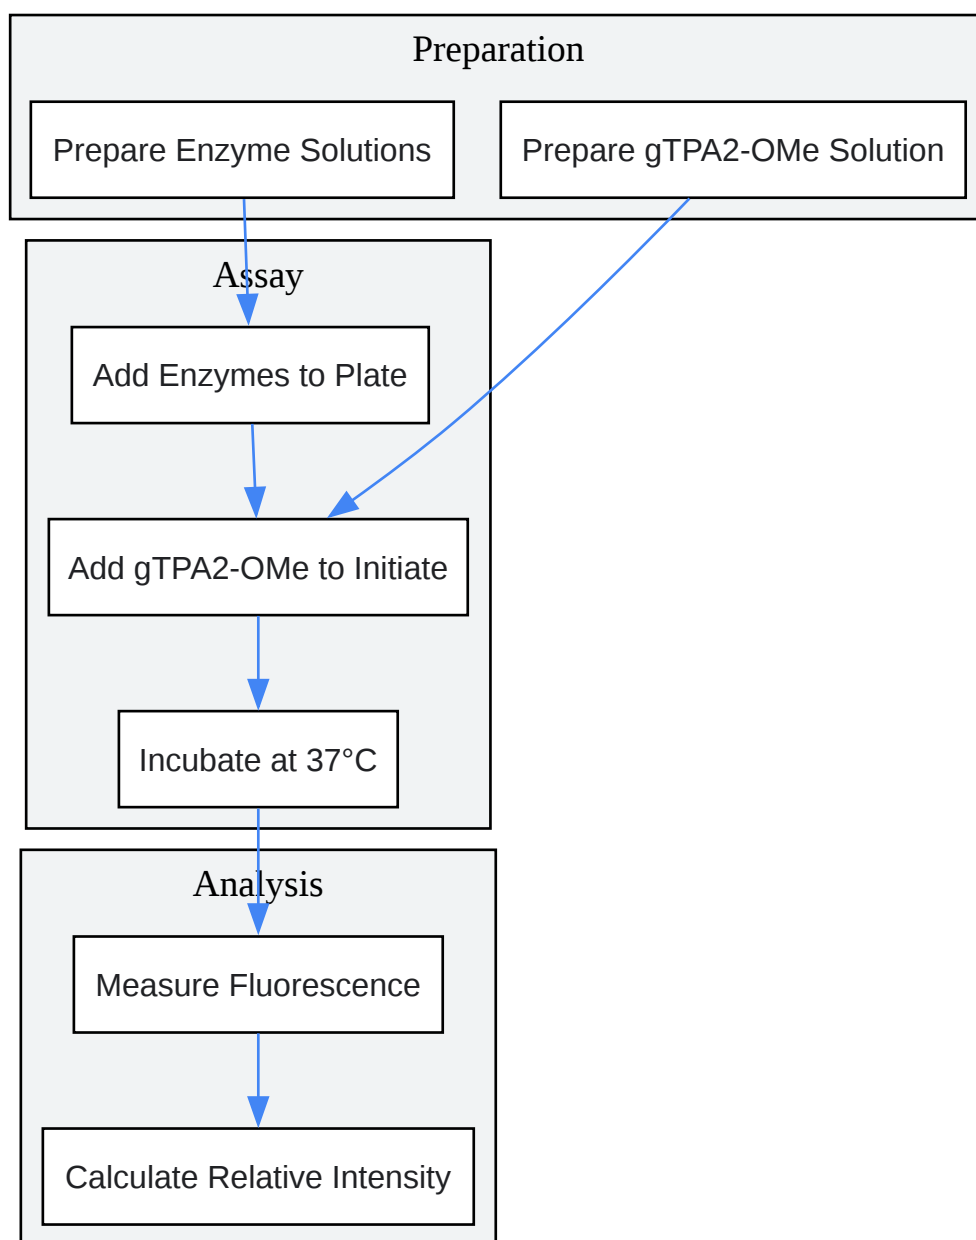 Preparation
Prepare Enzyme Solutions
Prepare gTPA2-OMe Solution
Assay
Add Enzymes to Plate
Add gTPA2-OMe to Initiate
Incubate at 37°C
Analysis
Measure Fluorescence
Calculate Relative Intensity